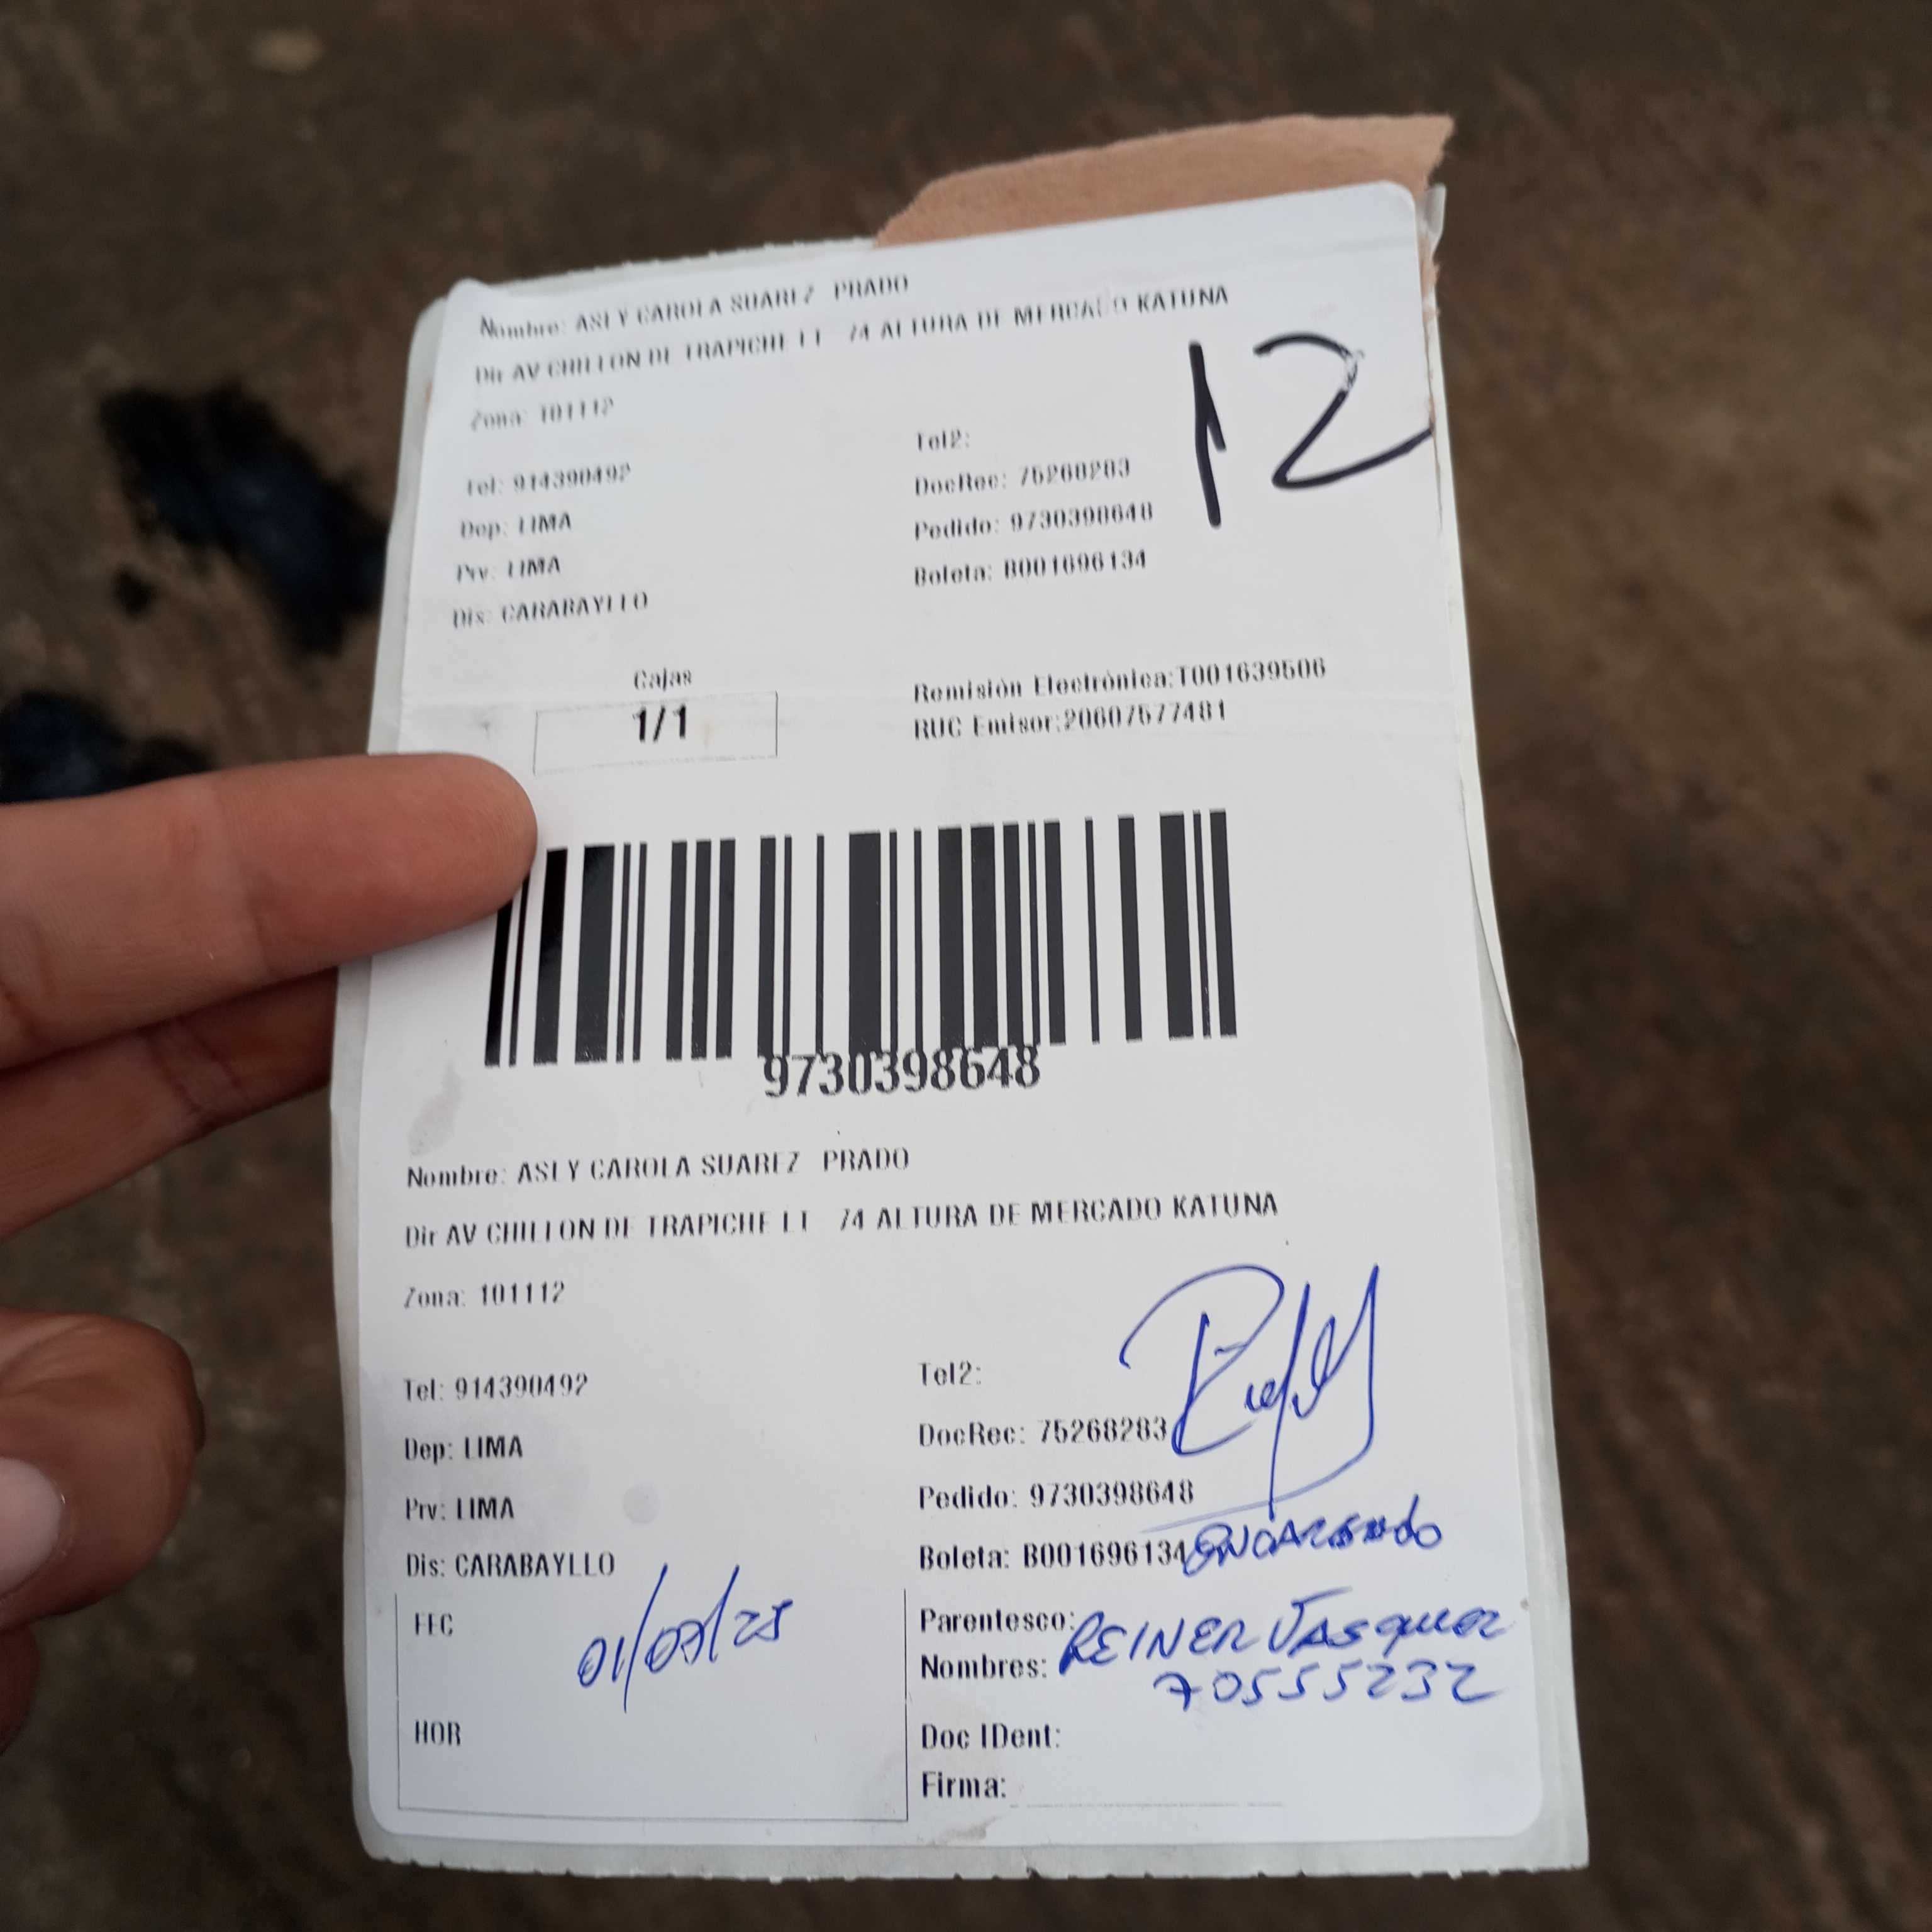 Nombre: ASLY CAROLA SUAREZ PRADO
Dir AV CHILLON DE TRAPICHE LT 74 ALTURA DE MERCADO KATUNA
12
Zona: 101112
Tel: 914390492
Tel2:
Dep: LIMA
DocRec: 75268283
Prv: LIMA
Pedido: 9730398648
Dis: CARABAYLLO
Boleta: B001696134
Cajas
1/1
Remisión Electrónica:T001639506
RUC Emisor:20607577481
9730398648
Nombre: ASLY CAROLA SUAREZ PRADO
Dir AV CHILLON DE TRAPICHE LT 74 ALTURA DE MERCADO KATUNA
Zona: 101112
Tel: 914390492
Tel2:
Dep: LIMA
DocRec: 75268283
Prv: LIMA
Pedido: 9730398648
Dis: CARABAYLLO
Boleta: B001696134 ENCARGADO
FEC 01/07/25
Parentesco:
Nombres: REINER VASQUEZ
70555232
HOR
Doc IDent:
Firma: